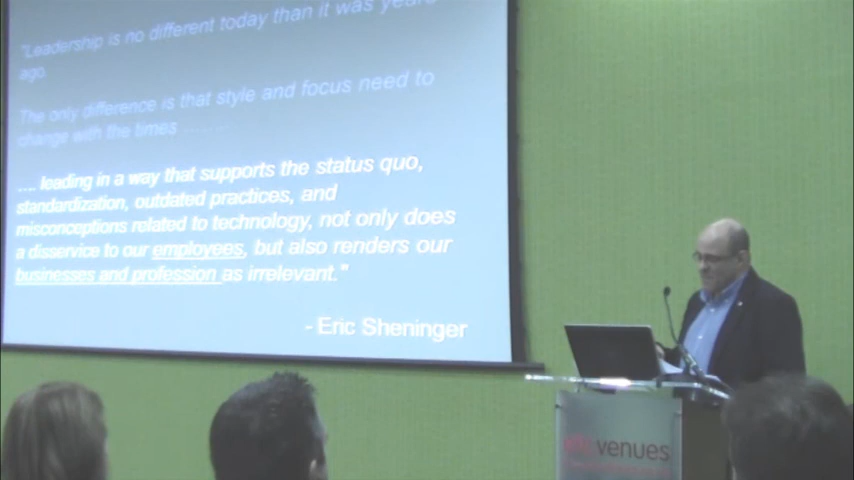 "Leadership is no different today than it was years
ago.
The only difference is that style and focus need to
change with the times ......
.... leading in a way that supports the status quo,
standardization, outdated practices, and
misconceptions related to technology, not only does
a disservice to our employees, but also renders our
businesses and profession as irrelevant."
- Eric Sheninger
venues